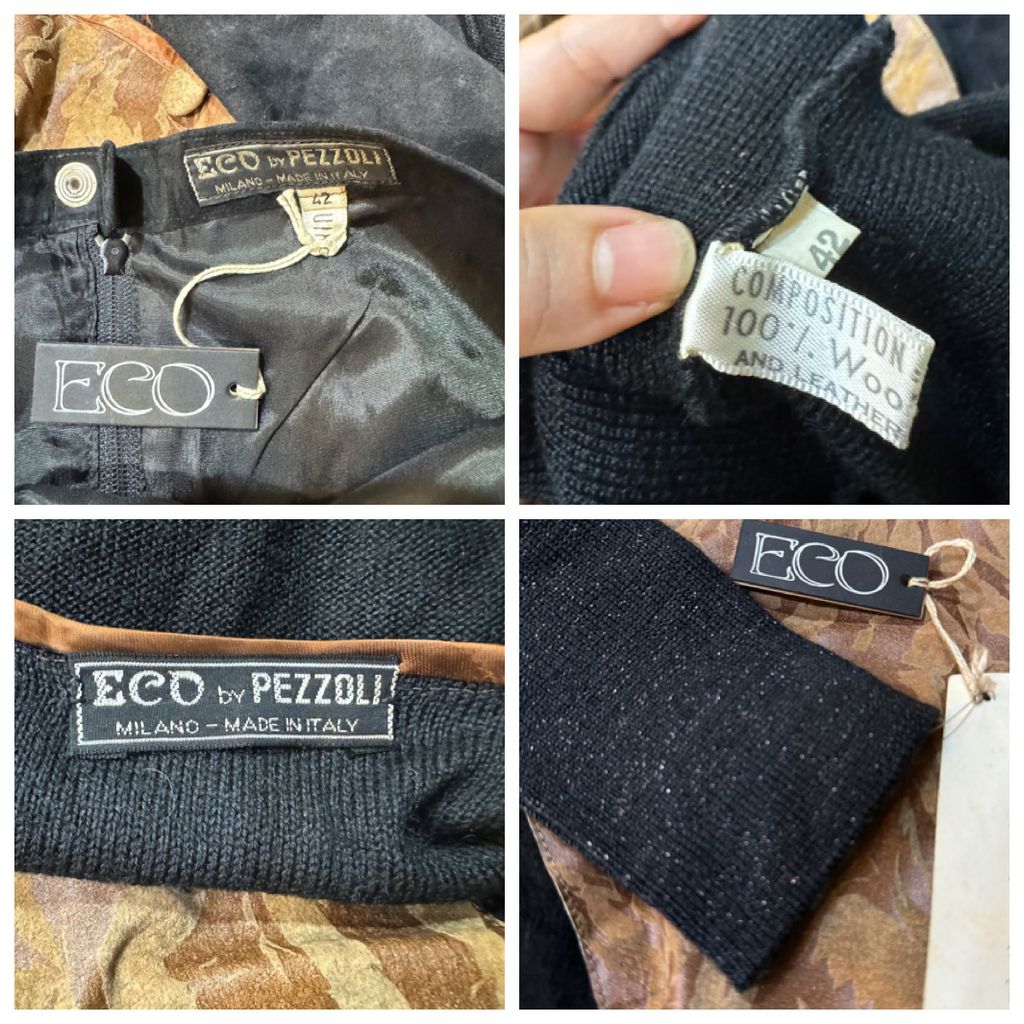 ECO by PEZZOLI
MILANO – MADE IN ITALY
42
ECO
42
COMPOSITION
100% WOO
AND LEATHER
ECO by PEZZOLI
MILANO – MADE IN ITALY
ECO